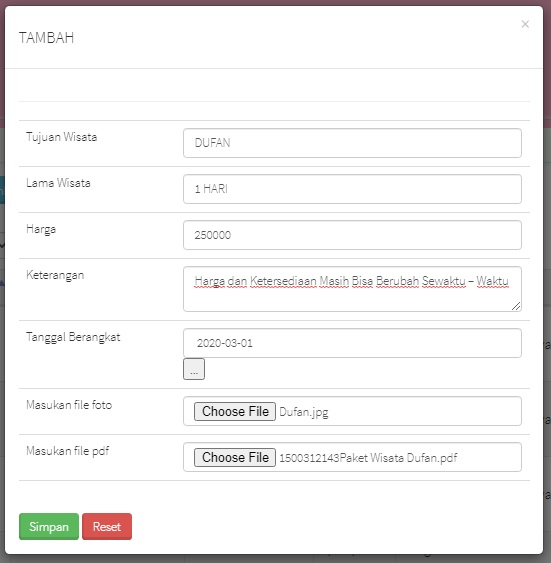 ×
TAMBAH
Tujuan Wisata DUFAN
Lama Wisata 1 HARI
Harga 250000
Keterangan Harga dan Ketersediaan Masih Bisa Berubah Sewaktu – Waktu
Tanggal Berangkat 2020-03-01
...
Masukan file foto Choose File Dufan.jpg
Masukan file pdf Choose File 1500312143Paket Wisata Dufan.pdf
Simpan Reset